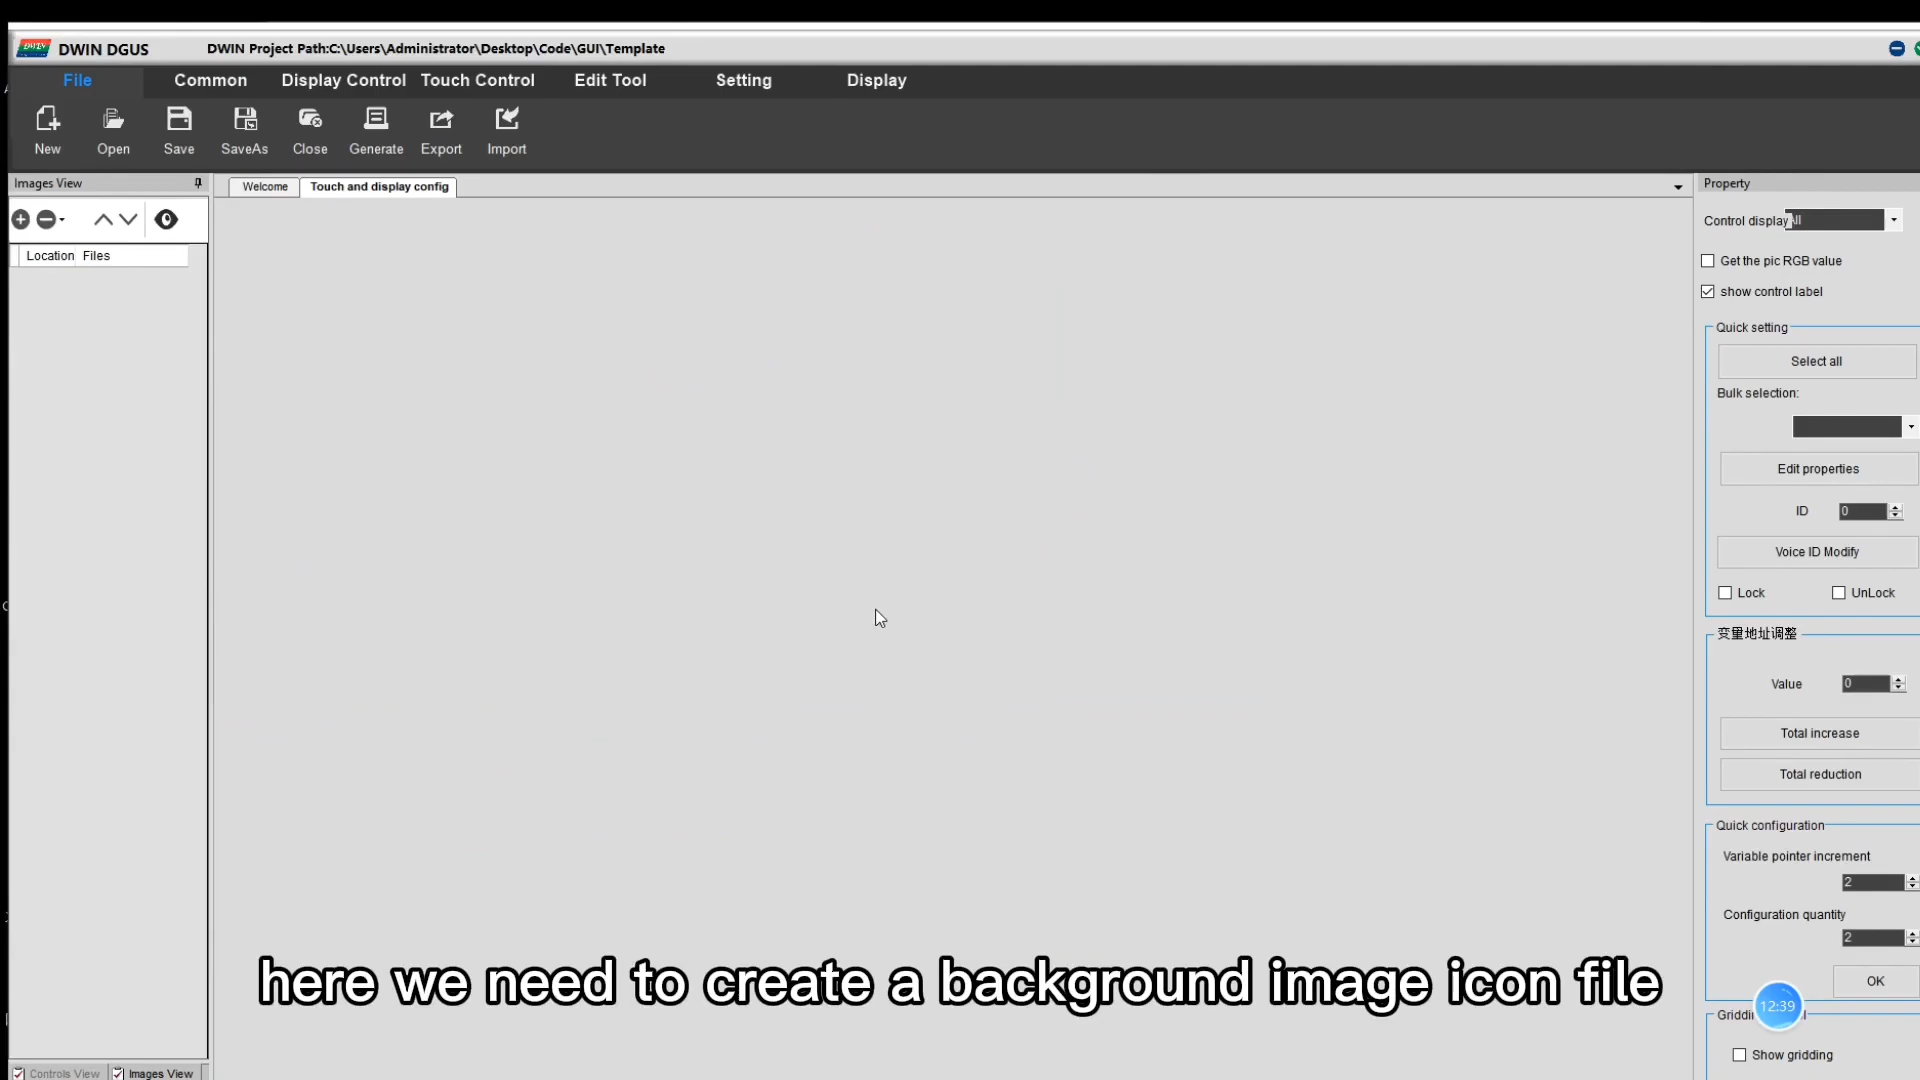 DWIN DGUS DWIN Project Path:C:\Users\Administrator\Desktop\Code\GUI\Template
File Common Display Control Touch Control Edit Tool Setting Display
New Open Save SaveAs Close Generate Export Import
Images View
Location Files
Controls View Images View
Welcome Touch and display config
Property
Control display
Get the pic RGB value
show control label
Quick setting
Select all
Bulk selection:
Edit properties
ID 0
Voice ID Modify
Lock UnLock
变量地址调整
Value 0
Total increase
Total reduction
Quick configuration
Variable pointer increment
2
Configuration quantity
2
OK
12:39
Show gridding
here we need to create a background image icon file